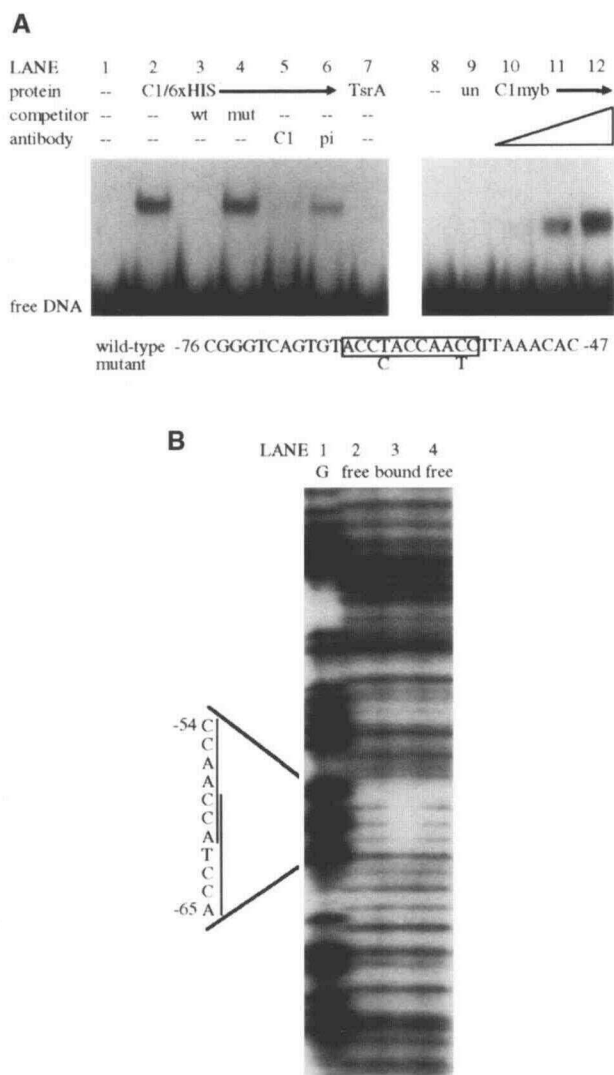 A
LANE 1 2 3 4 5 6 7 8 9 10 11 12
protein -- C1/6xHIS TsrA -- un C1myb
competitor -- -- wt mut -- -- --
antibody -- -- -- -- C1 pi --
free DNA
wild-type -76 CGGGTCAGTGTACCTACCAACCTTAAACAC -47
mutant C T
B
LANE 1 2 3 4
G free bound free
-54 C
C
A
A
C
C
A
T
C
C
-65 A